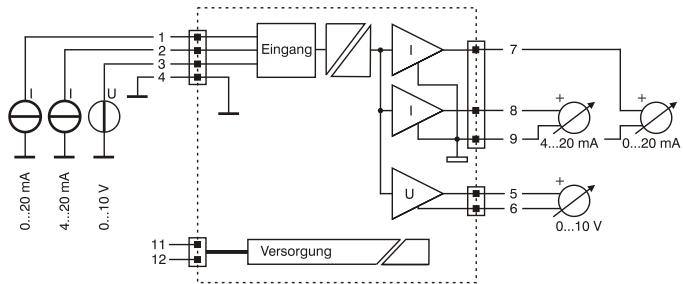 1
2
3
4
Eingang
I
7
I
I
U
I
8
9
+
+
4...20 mA
0...20 mA
0...20 mA
4...20 mA
0...10 V
U
5
6
+
0...10 V
11
12
Versorgung